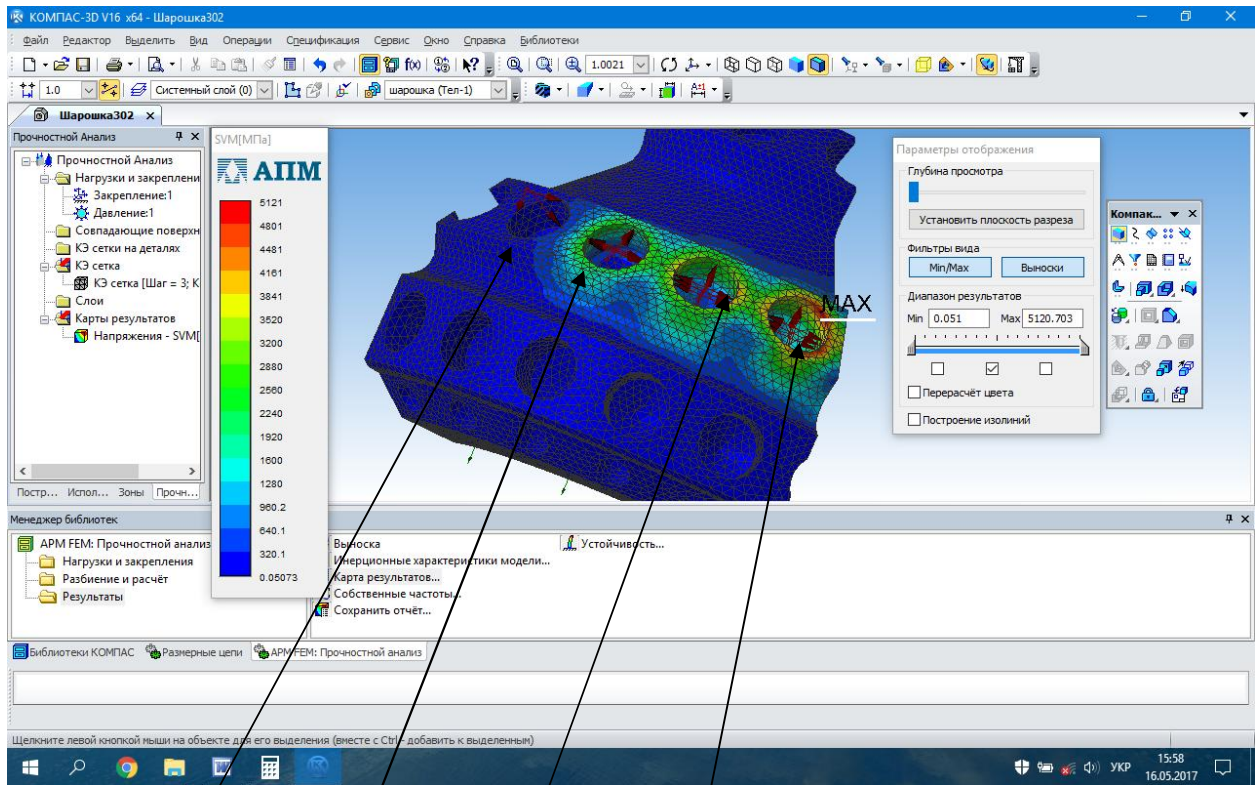 КОМПАС-3D V16 x64 - Шарошка302
Файл Редактор Выделить Вид Операции Спецификация Сервис Окно Справка Библиотеки
f(x) 1.0021
1.0 Системный слой (0) шарошка (Тел-1)
Шарошка302
Прочностной Анализ
Прочностной Анализ
Нагрузки и закреплени
Закрепление:1
Давление:1
Совпадающие поверхн
КЭ сетки на деталях
КЭ сетка
КЭ сетка [Шаг = 3; К
Слои
Карты результатов
Напряжения - SVM[
Постр... Испол... Зоны Прочн...
SVM[МПа]
АПМ
5121
4801
4481
4161
3841
3520
3200
2880
2560
2240
1920
1600
1280
960.2
640.1
320.1
0.05073
MAX
Параметры отображения
Глубина просмотра
Установить плоскость разреза
Фильтры вида
Min/Max Выноски
Диапазон результатов
Min 0.051 Max 5120.703
Перерасчёт цвета
Построение изолиний
Компак...
Менеджер библиотек
APM FEM: Прочностной анализ
Нагрузки и закрепления
Разбиение и расчёт
Результаты
Выноска
Инерционные характеристики модели...
Карта результатов...
Собственные частоты...
Сохранить отчёт...
Устойчивость...
Библиотеки КОМПАС Размерные цепи APM FEM: Прочностной анализ
Щелкните левой кнопкой мыши на объекте для его выделения (вместе с Ctrl - добавить к выделенным)
УКР
15:58
16.05.2017